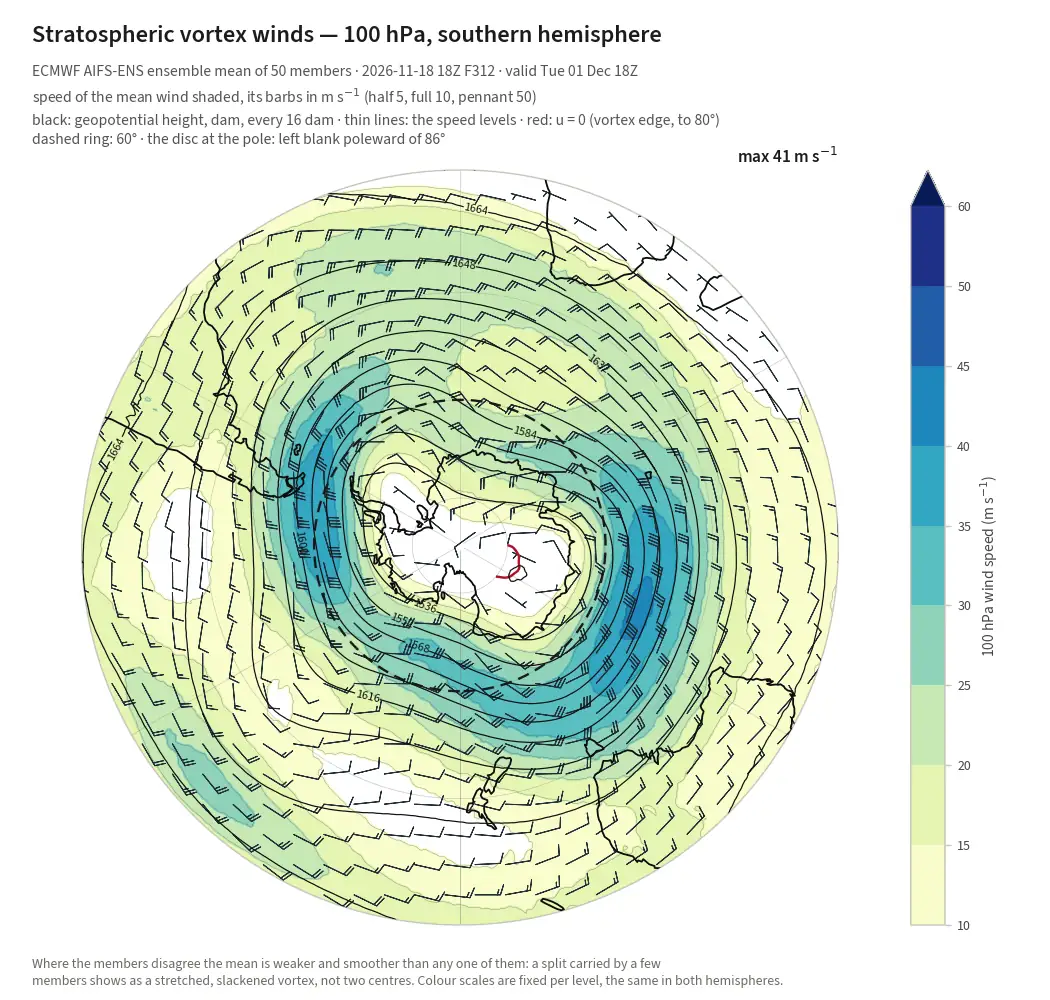 Stratospheric vortex winds — 100 hPa, southern hemisphere
ECMWF AIFS-ENS ensemble mean of 50 members · 2026-11-18 18Z F312 · valid Tue 01 Dec 18Z
speed of the mean wind shaded, its barbs in m s⁻¹ (half 5, full 10, pennant 50)
black: geopotential height, dam, every 16 dam · thin lines: the speed levels · red: u = 0 (vortex edge, to 80°)
dashed ring: 60° · the disc at the pole: left blank poleward of 86°
max 41 m s⁻¹
1664
1648
1584
1664
1568
1616
60
50
45
40
35
30
25
20
15
10
100 hPa wind speed (m s⁻¹)
Where the members disagree the mean is weaker and smoother than any one of them: a split carried by a few
members shows as a stretched, slackened vortex, not two centres. Colour scales are fixed per level, the same in both hemispheres.